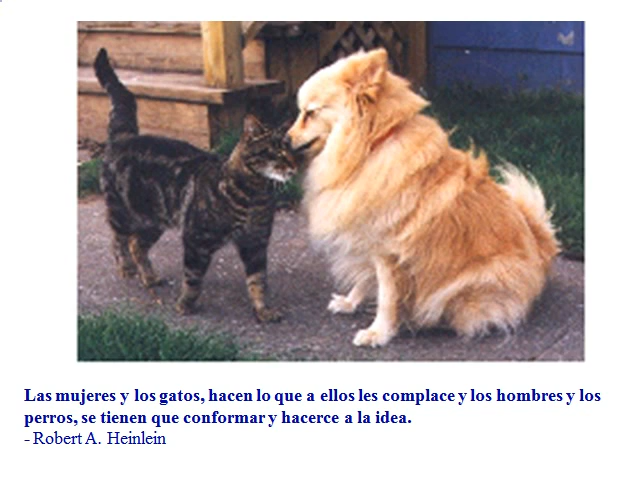 Las mujeres y los gatos, hacen lo que a ellos les complace y los hombres y los
perros, se tienen que conformar y hacerce a la idea.
- Robert A. Heinlein